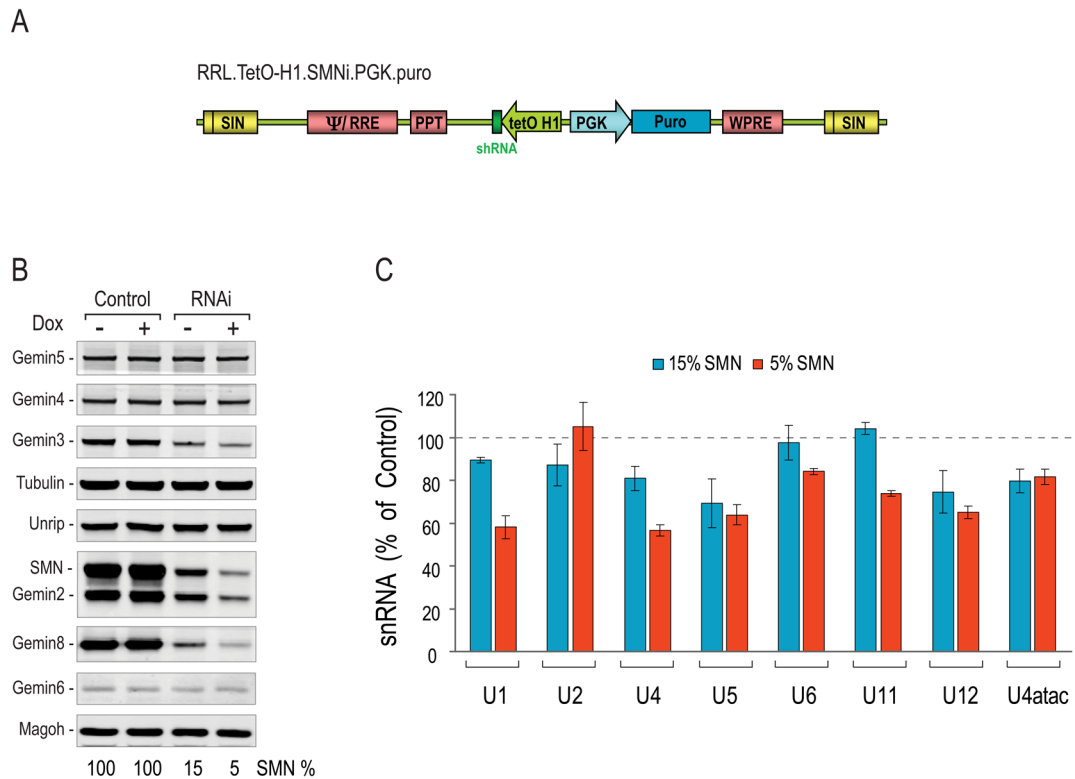 A
RRL.TetO-H1.SMNi.PGK.puro
SIN Ψ/RRE PPT tetO H1 PGK Puro WPRE SIN
shRNA
B
Control RNAi
Dox - + - +
Gemin5 -
Gemin4 -
Gemin3 -
Tubulin -
Unrip -
SMN -
Gemin2 -
Gemin8 -
Gemin6 -
Magoh -
100 100 15 5 SMN %
C
15% SMN 5% SMN
snRNA (% of Control)
120
100
80
60
40
20
0
U1 U2 U4 U5 U6 U11 U12 U4atac